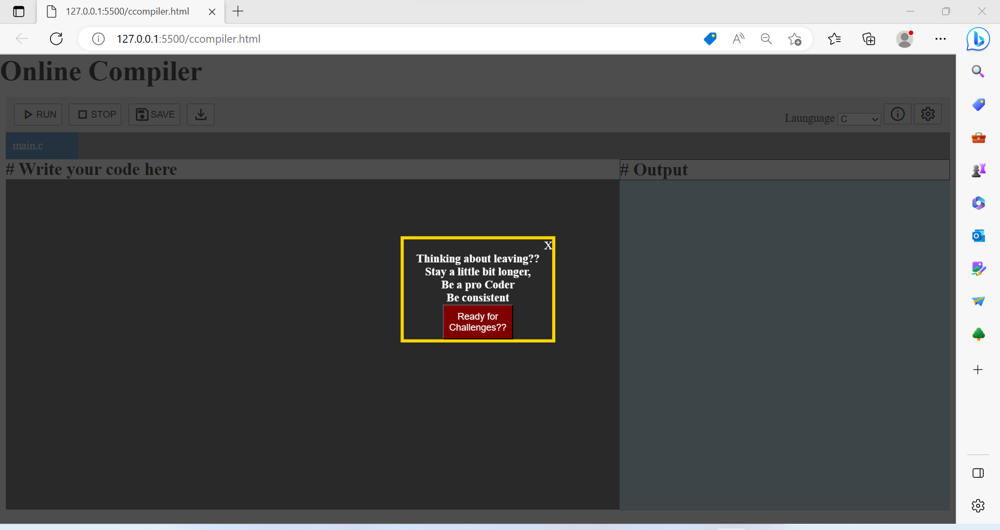 127.0.0.1:5500/ccompiler.html
127.0.0.1:5500/ccompiler.html
Online Compiler
RUN STOP SAVE
Launguage C
main.c
# Write your code here
# Output
X
Thinking about leaving??
Stay a little bit longer,
Be a pro Coder
Be consistent
Ready for
Challenges??